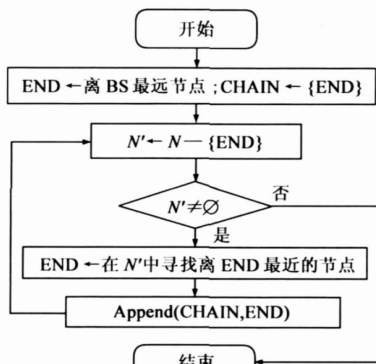 开始
END←离 BS 最远节点;CHAIN ← {END}
N'← N — {END}
N'≠∅
否
是
END ←在 N'中寻找离 END 最近的节点
Append(CHAIN,END)
结束